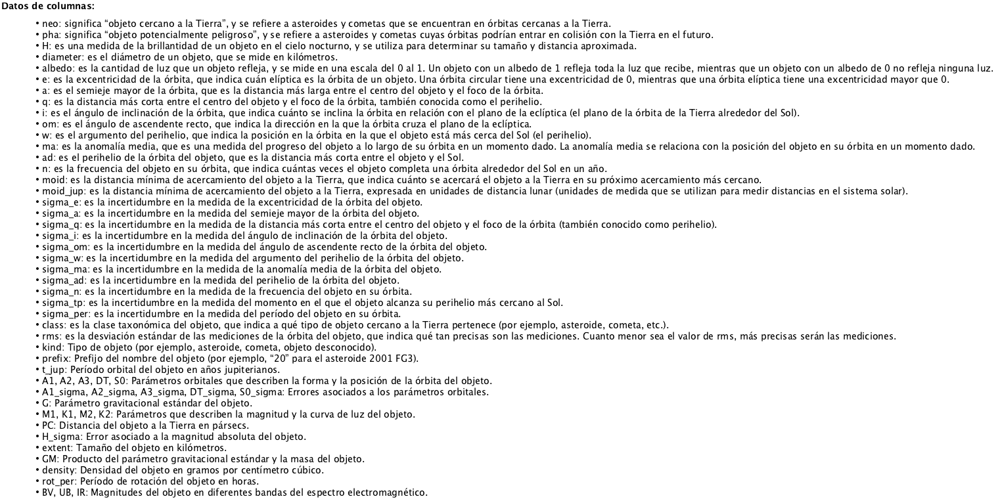 Datos de columnas:
• neo: significa “objeto cercano a la Tierra”, y se refiere a asteroides y cometas que se encuentran en órbitas cercanas a la Tierra.
• pha: significa “objeto potencialmente peligroso”, y se refiere a asteroides y cometas cuyas órbitas podrían entrar en colisión con la Tierra en el futuro.
• H: es una medida de la brillantidad de un objeto en el cielo nocturno, y se utiliza para determinar su tamaño y distancia aproximada.
• diameter: es el diámetro de un objeto, que se mide en kilómetros.
• albedo: es la cantidad de luz que un objeto refleja, y se mide en una escala del 0 al 1. Un objeto con un albedo de 1 refleja toda la luz que recibe, mientras que un objeto con un albedo de 0 no refleja ninguna luz.
• e: es la excentricidad de la órbita, que indica cuán elíptica es la órbita de un objeto. Una órbita circular tiene una excentricidad de 0, mientras que una órbita elíptica tiene una excentricidad mayor que 0.
• a: es el semieje mayor de la órbita, que es la distancia más larga entre el centro del objeto y el foco de la órbita.
• q: es la distancia más corta entre el centro del objeto y el foco de la órbita, también conocida como el perihelio.
• i: es el ángulo de inclinación de la órbita, que indica cuánto se inclina la órbita en relación con el plano de la eclíptica (el plano de la órbita de la Tierra alrededor del Sol).
• om: es el ángulo de ascendente recto, que indica la dirección en la que la órbita cruza el plano de la eclíptica.
• w: es el argumento del perihelio, que indica la posición en la órbita en la que el objeto está más cerca del Sol (el perihelio).
• ma: es la anomalía media, que es una medida del progreso del objeto a lo largo de su órbita en un momento dado. La anomalía media se relaciona con la posición del objeto en su órbita en un momento dado.
• ad: es el perihelio de la órbita del objeto, que es la distancia más corta entre el objeto y el Sol.
• n: es la frecuencia del objeto en su órbita, que indica cuántas veces el objeto completa una órbita alrededor del Sol en un año.
• moid: es la distancia mínima de acercamiento del objeto a la Tierra, que indica cuánto se acercará el objeto a la Tierra en su próximo acercamiento más cercano.
• moid_jup: es la distancia mínima de acercamiento del objeto a la Tierra, expresada en unidades de distancia lunar (unidades de medida que se utilizan para medir distancias en el sistema solar).
• sigma_e: es la incertidumbre en la medida de la excentricidad de la órbita del objeto.
• sigma_a: es la incertidumbre en la medida del semieje mayor de la órbita del objeto.
• sigma_q: es la incertidumbre en la medida de la distancia más corta entre el centro del objeto y el foco de la órbita (también conocido como perihelio).
• sigma_i: es la incertidumbre en la medida del ángulo de inclinación de la órbita del objeto.
• sigma_om: es la incertidumbre en la medida del ángulo de ascendente recto de la órbita del objeto.
• sigma_w: es la incertidumbre en la medida del argumento del perihelio de la órbita del objeto.
• sigma_ma: es la incertidumbre en la medida de la anomalía media de la órbita del objeto.
• sigma_ad: es la incertidumbre en la medida del perihelio de la órbita del objeto.
• sigma_n: es la incertidumbre en la medida de la frecuencia del objeto en su órbita.
• sigma_tp: es la incertidumbre en la medida del momento en el que el objeto alcanza su perihelio más cercano al Sol.
• sigma_per: es la incertidumbre en la medida del período del objeto en su órbita.
• class: es la clase taxonómica del objeto, que indica a qué tipo de objeto cercano a la Tierra pertenece (por ejemplo, asteroide, cometa, etc.).
• rms: es la desviación estándar de las mediciones de la órbita del objeto, que indica qué tan precisas son las mediciones. Cuanto menor sea el valor de rms, más precisas serán las mediciones.
• kind: Tipo de objeto (por ejemplo, asteroide, cometa, objeto desconocido).
• prefix: Prefijo del nombre del objeto (por ejemplo, “20” para el asteroide 2001 FG3).
• t_jup: Período orbital del objeto en años jupiterianos.
• A1, A2, A3, DT, S0: Parámetros orbitales que describen la forma y la posición de la órbita del objeto.
• A1_sigma, A2_sigma, A3_sigma, DT_sigma, S0_sigma: Errores asociados a los parámetros orbitales.
• G: Parámetro gravitacional estándar del objeto.
• M1, K1, M2, K2: Parámetros que describen la magnitud y la curva de luz del objeto.
• PC: Distancia del objeto a la Tierra en pársecs.
• H_sigma: Error asociado a la magnitud absoluta del objeto.
• extent: Tamaño del objeto en kilómetros.
• GM: Producto del parámetro gravitacional estándar y la masa del objeto.
• density: Densidad del objeto en gramos por centímetro cúbico.
• rot_per: Período de rotación del objeto en horas.
• BV, UB, IR: Magnitudes del objeto en diferentes bandas del espectro electromagnético.